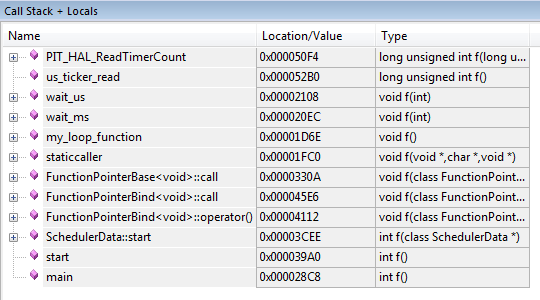 Call Stack + Locals
Name Location/Value Type
PIT_HAL_ReadTimerCount 0x000050F4 long unsigned int f(long u...
us_ticker_read 0x000052B0 long unsigned int f()
wait_us 0x00002108 void f(int)
wait_ms 0x000020EC void f(int)
my_loop_function 0x00001D6E void f()
staticcaller 0x00001FC0 void f(void *,char *,void *)
FunctionPointerBase<void>::call 0x0000330A void f(class FunctionPoint...
FunctionPointerBind<void>::call 0x000045E6 void f(class FunctionPoint...
FunctionPointerBind<void>::operator() 0x00004112 void f(class FunctionPoint...
SchedulerData::start 0x00003CEE int f(class SchedulerData *)
start 0x000039A0 int f()
main 0x000028C8 int f()